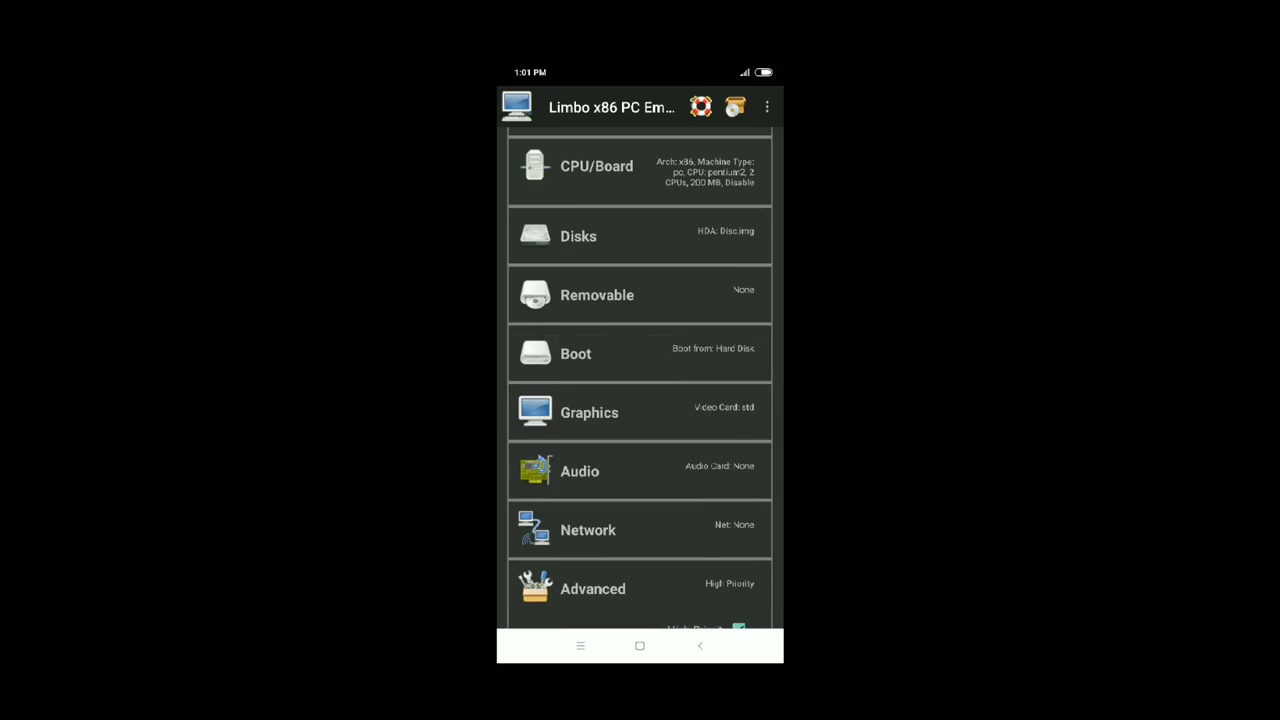 1:01 PM
Limbo x86 PC Em...
CPU/Board
Arch: x86, Machine Type:
pc, CPU: pentium2, 2
CPUs, 200 MB, Disable
Disks
HDA: Disc.img
Removable
None
Boot
Boot from: Hard Disk
Graphics
Video Card: std
Audio
Audio Card: None
Network
Net: None
Advanced
High Priority
High Priority